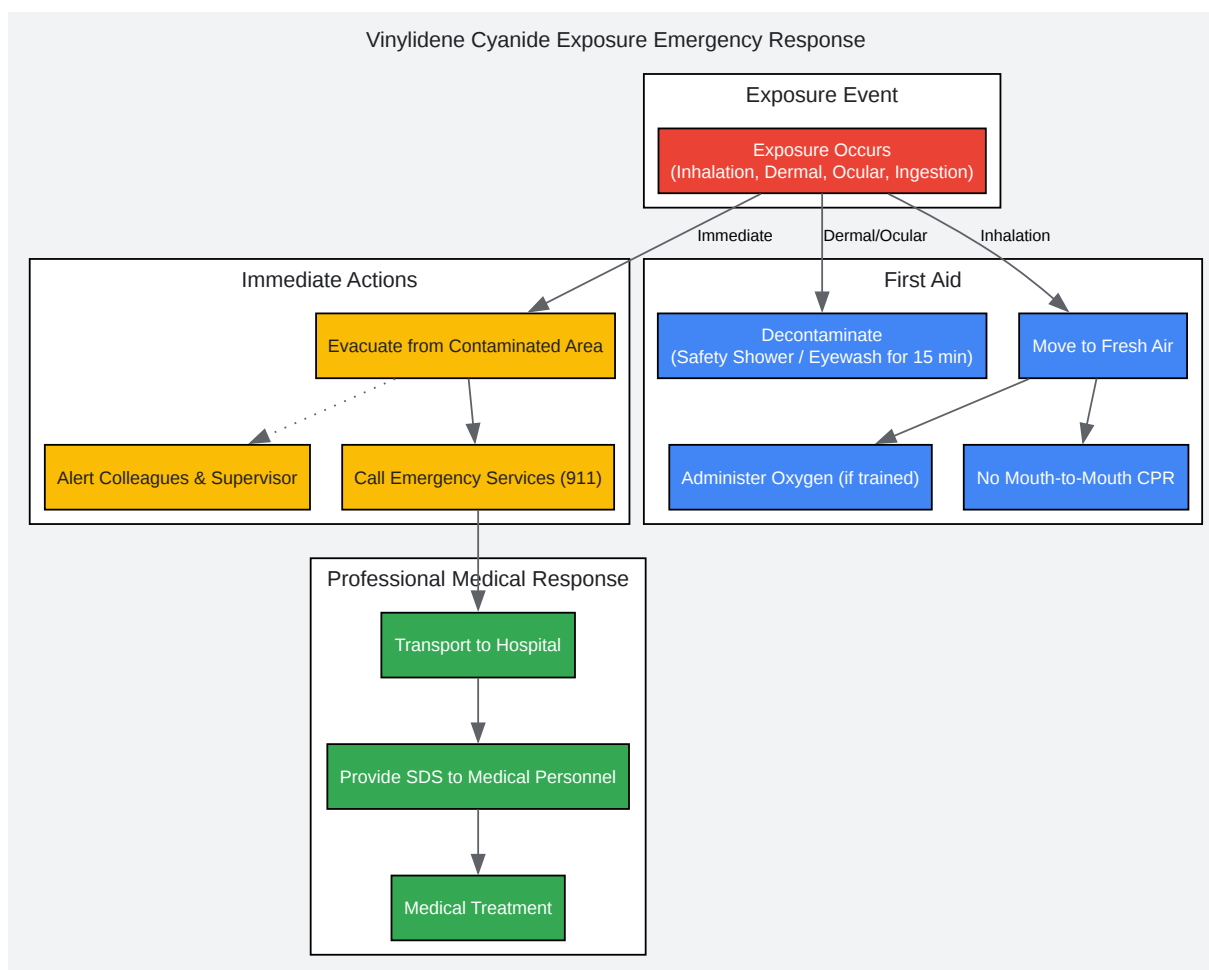 Vinylidene Cyanide Exposure Emergency Response
Exposure Event
Exposure Occurs
(Inhalation, Dermal, Ocular, Ingestion)
Immediate
Dermal/Ocular
Inhalation
Immediate Actions
Evacuate from Contaminated Area
Alert Colleagues & Supervisor
Call Emergency Services (911)
First Aid
Decontaminate
(Safety Shower / Eyewash for 15 min)
Move to Fresh Air
Administer Oxygen (if trained)
No Mouth-to-Mouth CPR
Professional Medical Response
Transport to Hospital
Provide SDS to Medical Personnel
Medical Treatment